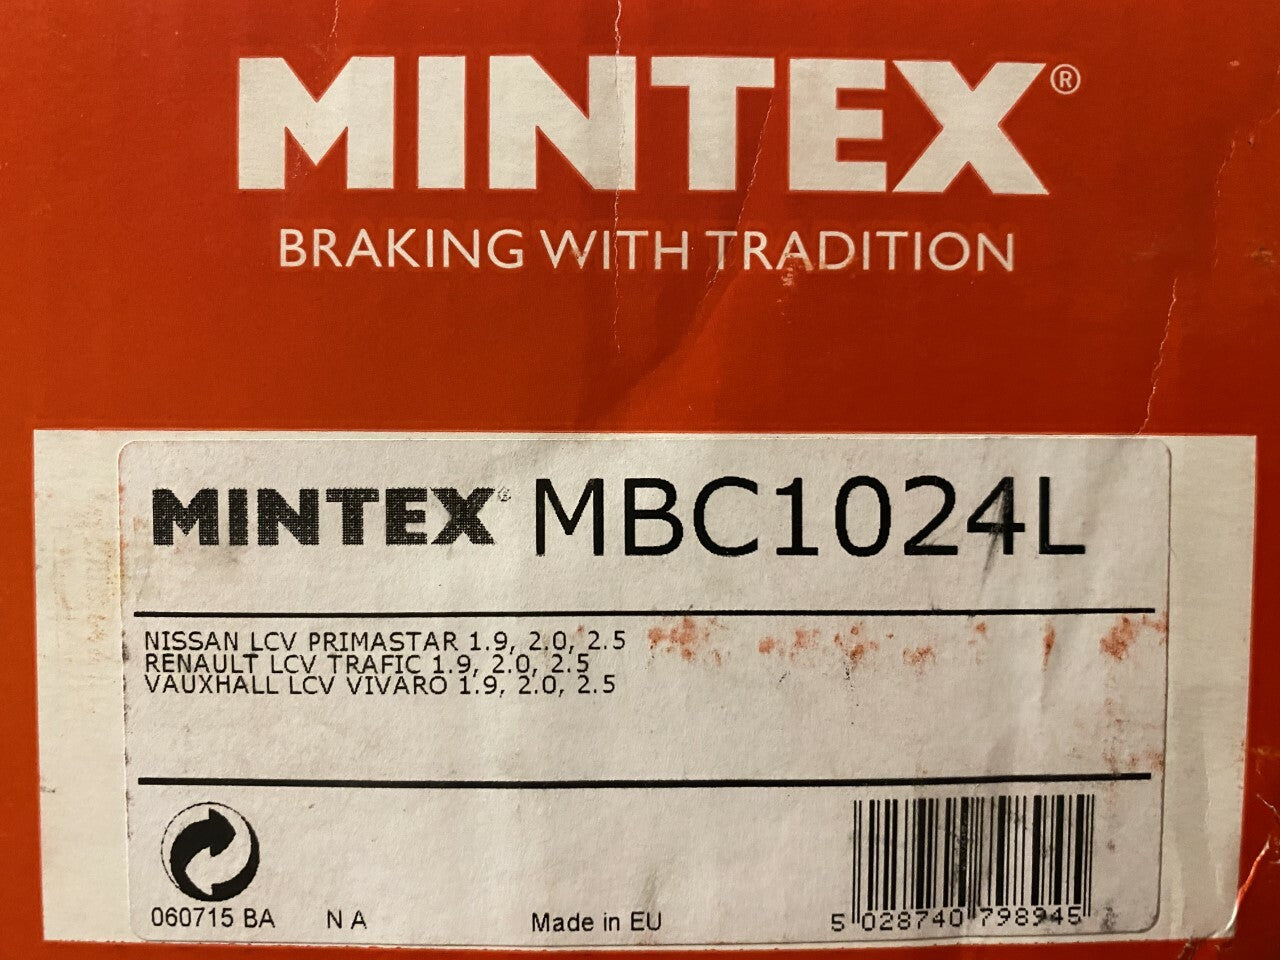 MINTEX®
BRAKING WITH TRADITION
MINTEX® MBC1024L
NISSAN LCV PRIMASTAR 1.9, 2.0, 2.5
RENAULT LCV TRAFIC 1.9, 2.0, 2.5
VAUXHALL LCV VIVARO 1.9, 2.0, 2.5
060715 BA N A Made in EU 5 028740 798945